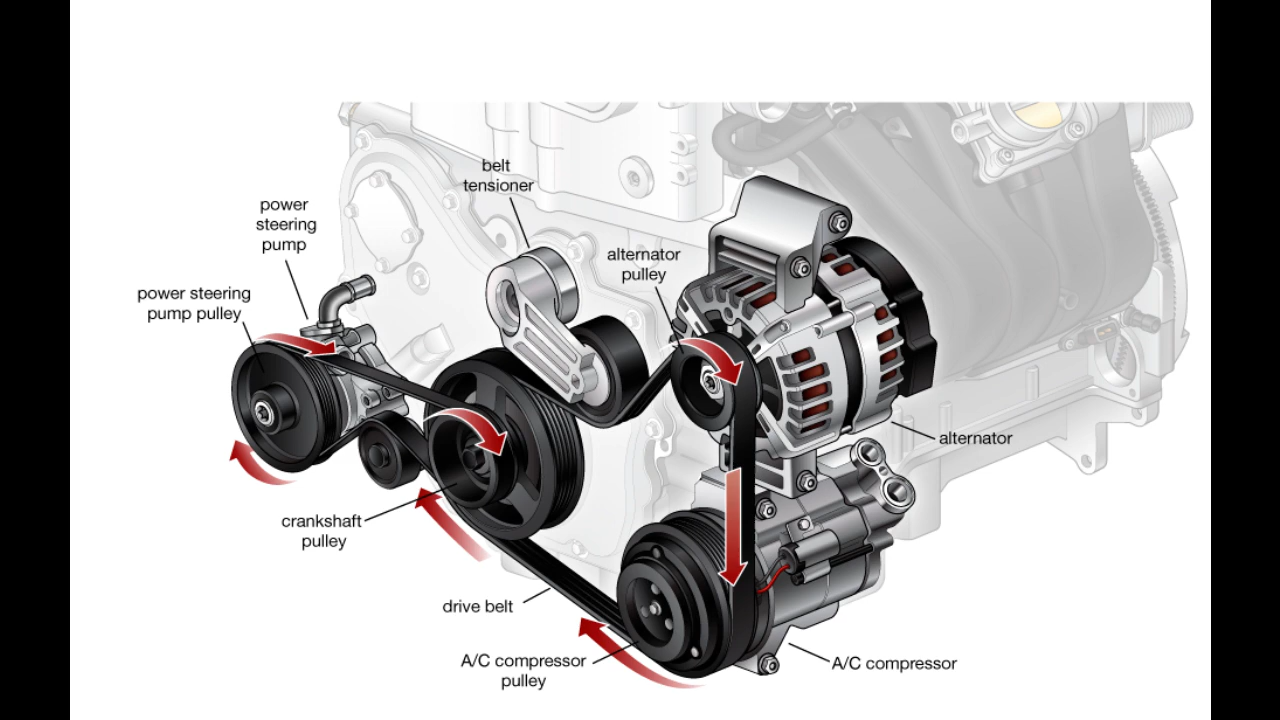 belt
tensioner
power
steering
pump
alternator
pulley
power steering
pump pulley
alternator
crankshaft
pulley
drive belt
A/C compressor
pulley
A/C compressor